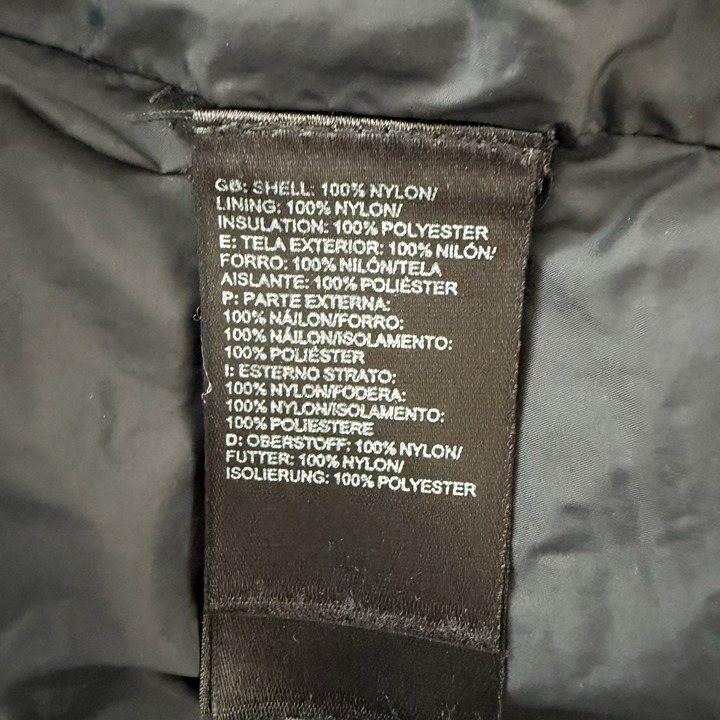 GB: SHELL: 100% NYLON/
LINING: 100% NYLON/
INSULATION: 100% POLYESTER
E: TELA EXTERIOR: 100% NILÓN/
FORRO: 100% NILÓN/TELA
AISLANTE: 100% POLIÉSTER
P: PARTE EXTERNA:
100% NÁILON/FORRO:
100% NÁILON/ISOLAMENTO:
100% POLIÉSTER
I: ESTERNO STRATO:
100% NYLON/FODERA:
100% NYLON/ISOLAMENTO:
100% POLIESTERE
D: OBERSTOFF: 100% NYLON/
FUTTER: 100% NYLON/
ISOLIERUNG: 100% POLYESTER